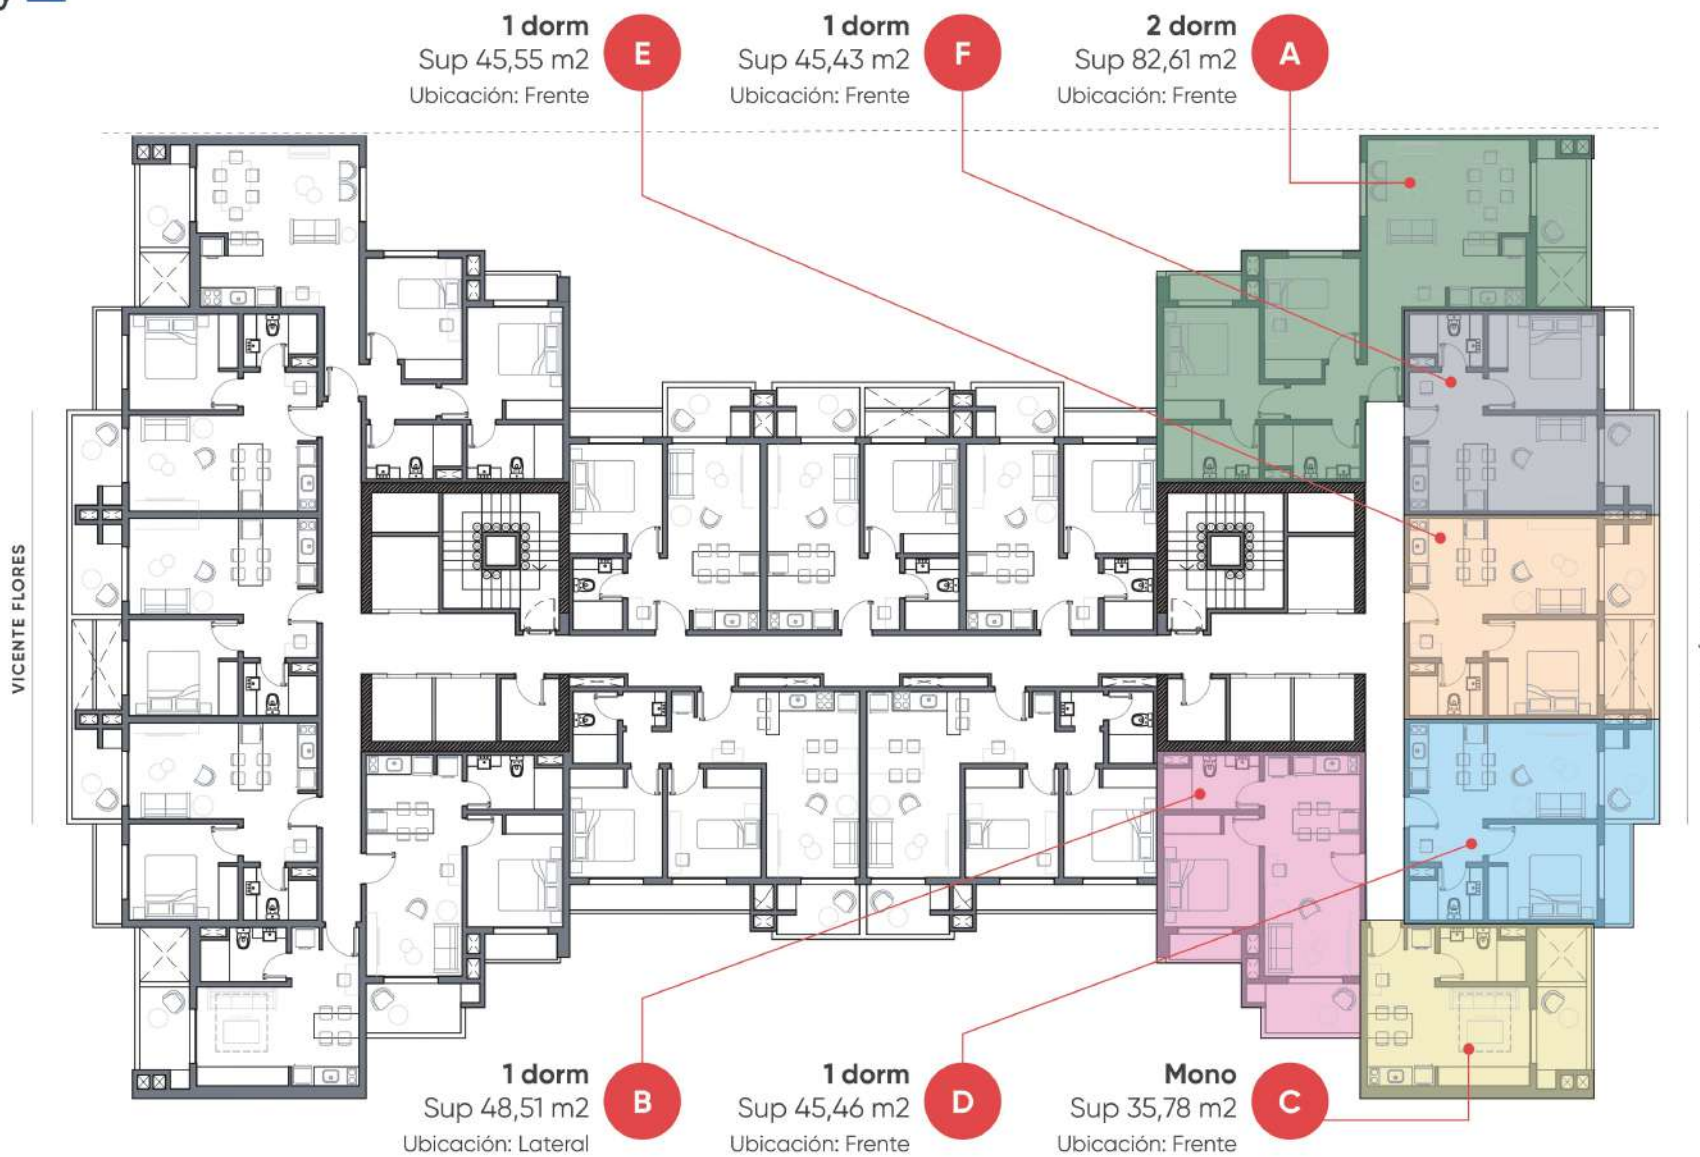 1 dorm
Sup 45,55 m2
Ubicación: Frente
E
1 dorm
Sup 45,43 m2
Ubicación: Frente
F
2 dorm
Sup 82,61 m2
Ubicación: Frente
A
VICENTE FLORES
1 dorm
Sup 48,51 m2
Ubicación: Lateral
B
1 dorm
Sup 45,46 m2
Ubicación: Frente
D
Mono
Sup 35,78 m2
Ubicación: Frente
C